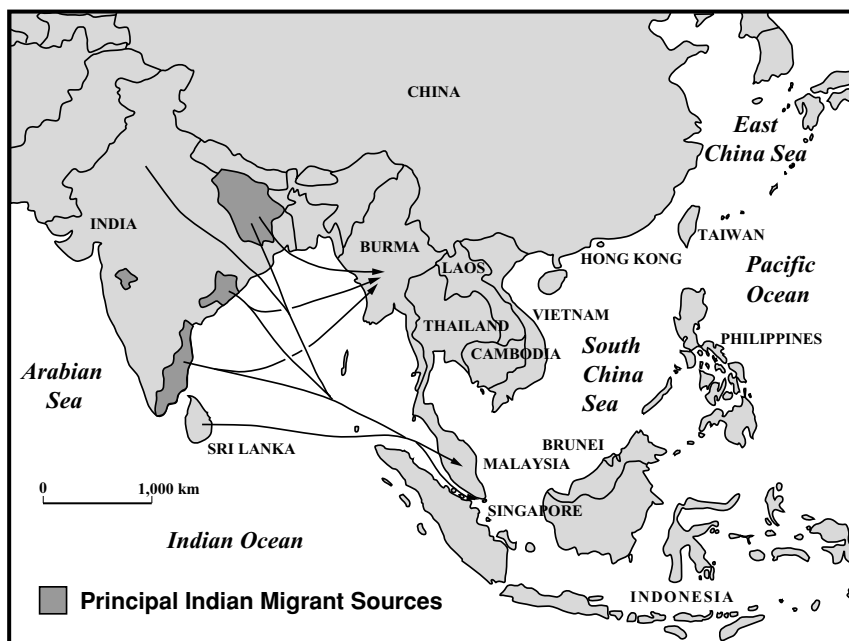 CHINA
East
China Sea
INDIA
BURMA
TAIWAN
HONG KONG
LAOS
Pacific
Ocean
VIETNAM
THAILAND
PHILIPPINES
CAMBODIA
South
China
Sea
Arabian
Sea
SRI LANKA
BRUNEI
MALAYSIA
0 1,000 km
SINGAPORE
Indian Ocean
INDONESIA
Principal Indian Migrant Sources